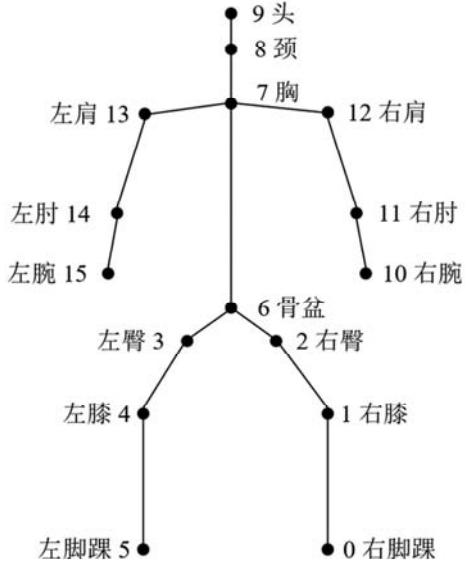 9 头
8 颈
7 胸
左肩 13
12 右肩
左肘 14
11 右肘
左腕 15
10 右腕
6 骨盆
左臀 3
2 右臀
左膝 4
1 右膝
左脚踝 5
0 右脚踝